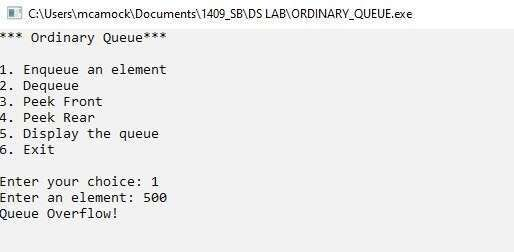 C:\Users\mcamock\Documents\1409_SB\DS LAB\ORDINARY_QUEUE.exe
*** Ordinary Queue***
1. Enqueue an element
2. Dequeue
3. Peek Front
4. Peek Rear
5. Display the queue
6. Exit
Enter your choice: 1
Enter an element: 500
Queue Overflow!